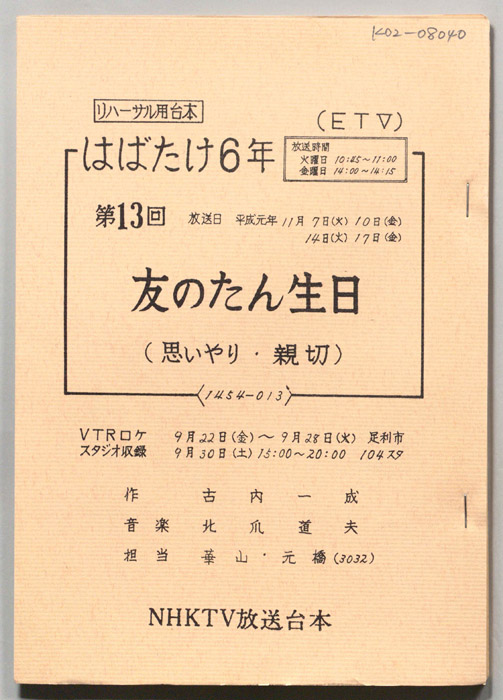 K02-08040
リハーサル用台本
(ETV)
はばたけ6年
放送時間
火曜日 10:45～11:00
金曜日 14:00～14:15
第13回 放送日 平成元年 11月 7日(火) 10日(金)
14日(火) 17日(金)
友のたん生日
(思いやり・親切)
1454-013
VTRロケ 9月22日(金)～9月28日(火) 足利市
スタジオ収録 9月30日(土) 15:00～20:00 104スタ
作 古内一成
音楽 北爪道夫
担当 華山・元橋(3032)
NHKTV放送台本